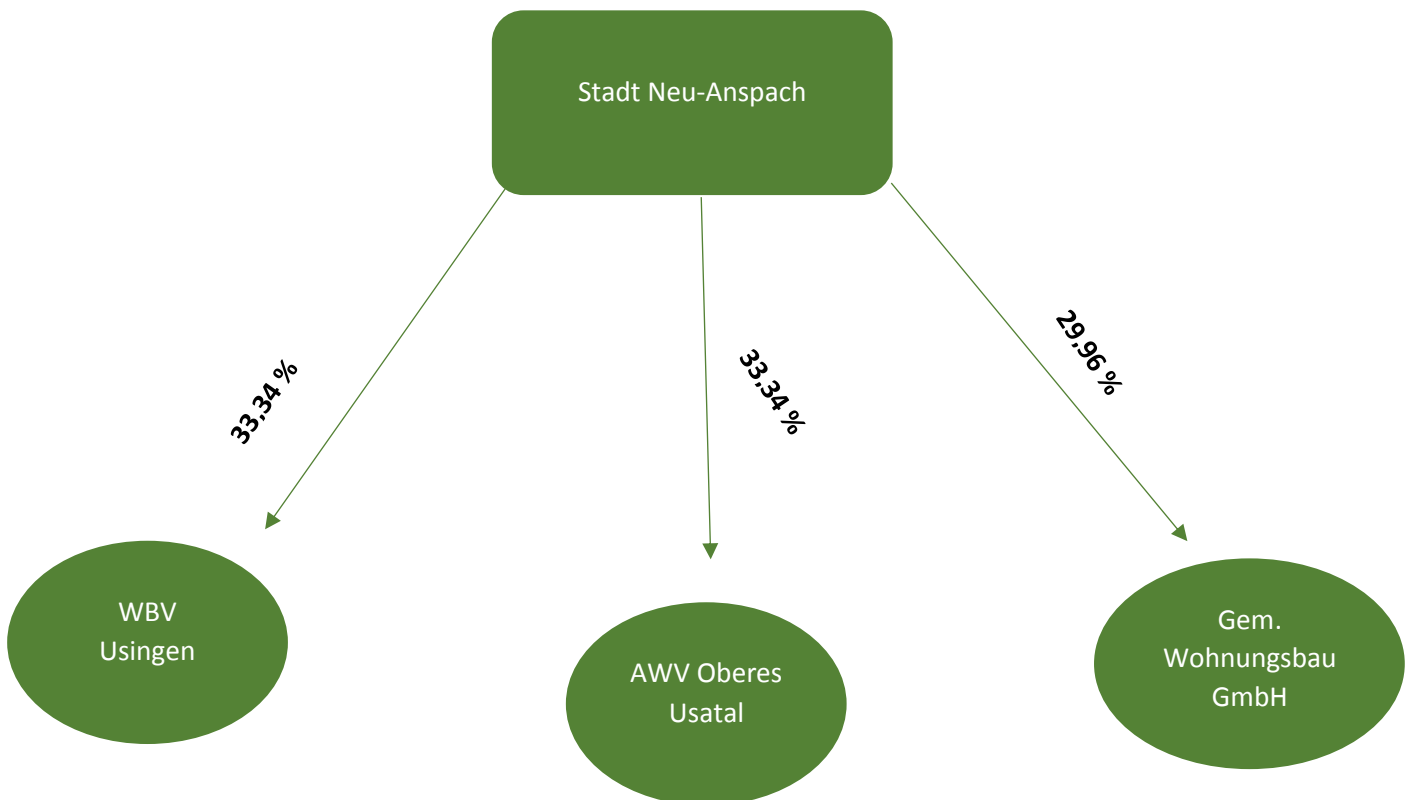 Stadt Neu-Anspach
33,34 %
33,34 %
29,96 %
WBV
Usingen
AWV Oberes
Usatal
Gem.
Wohnungsbau
GmbH